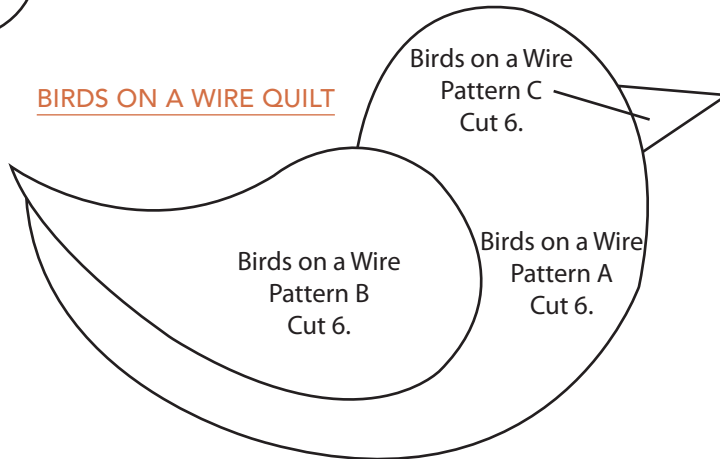 BIRDS ON A WIRE QUILT
Birds on a Wire
Pattern C
Cut 6.
Birds on a Wire
Pattern B
Cut 6.
Birds on a Wire
Pattern A
Cut 6.